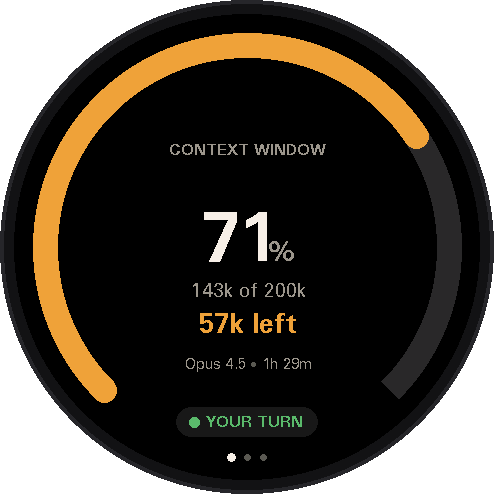 CONTEXT WINDOW
71%
143k of 200k
57k left
Opus 4.5 • 1h 29m
YOUR TURN